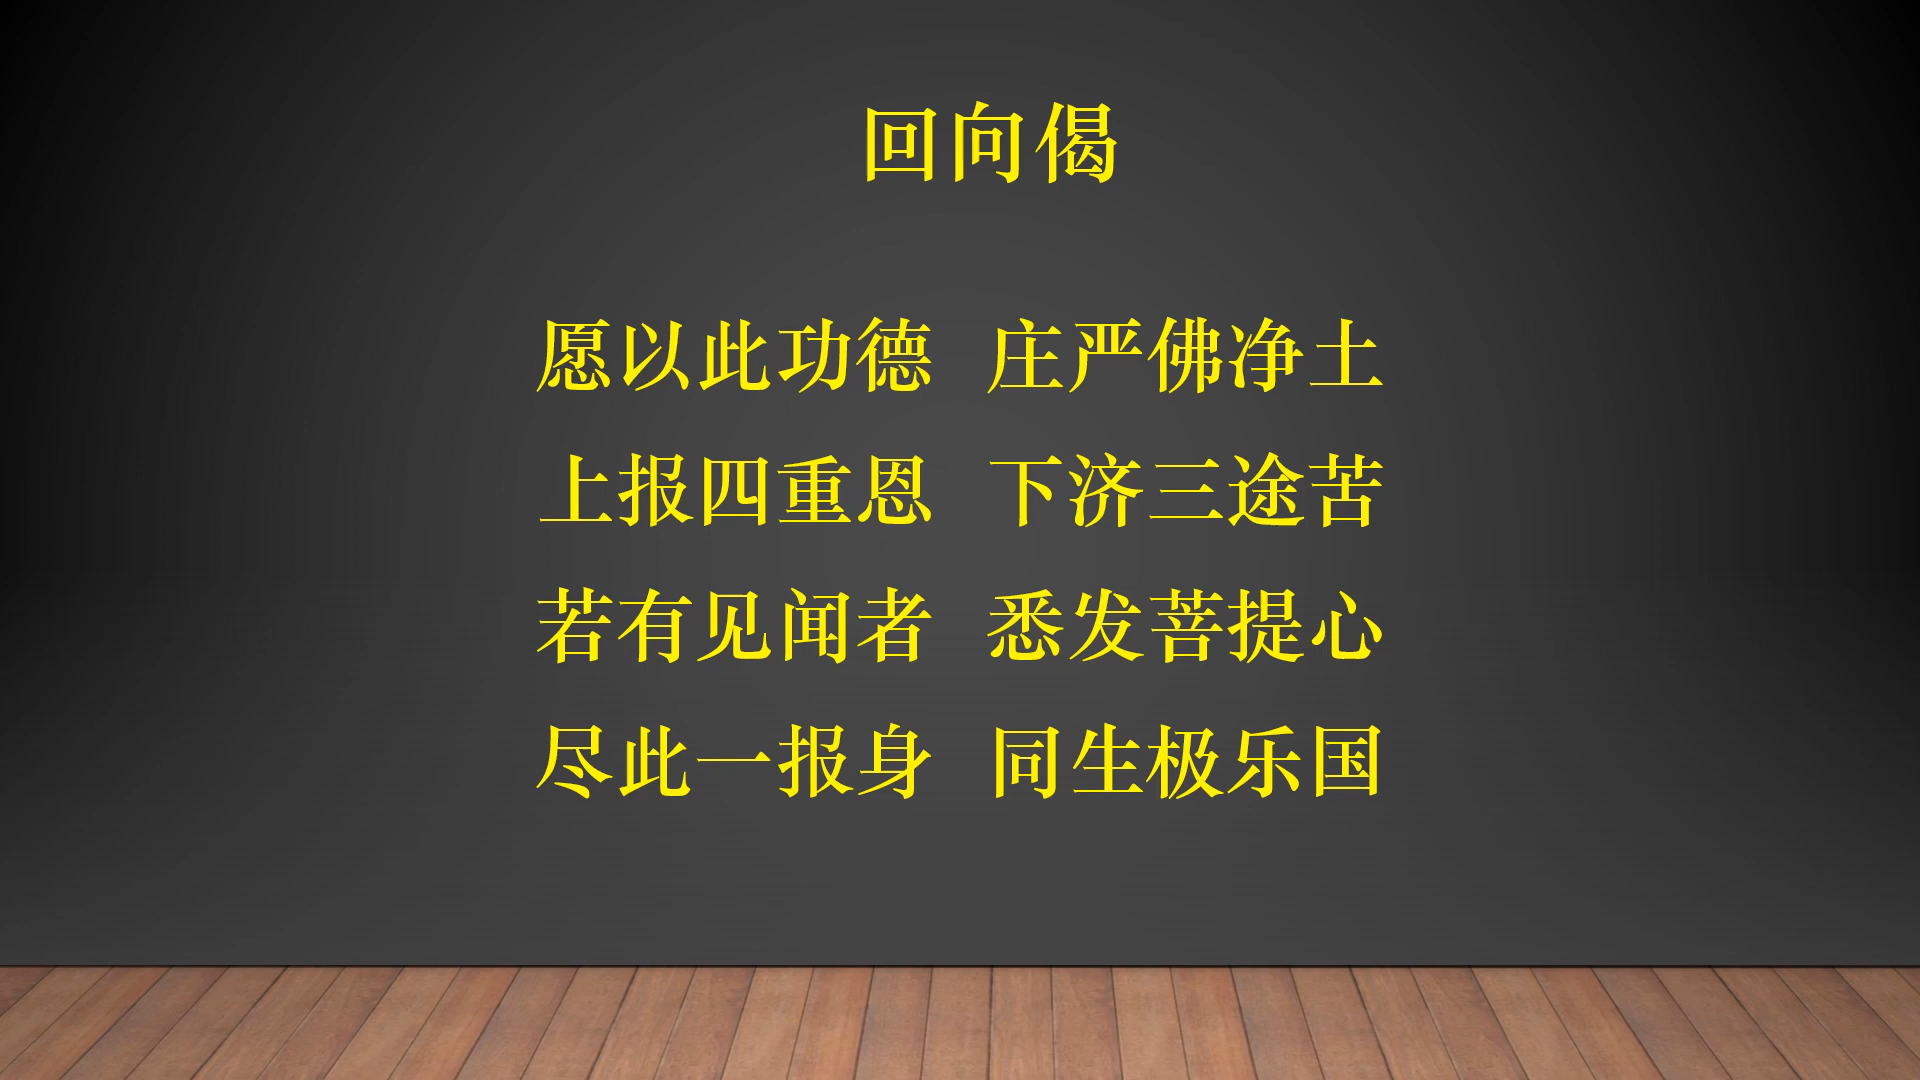 回向偈
愿以此功德 庄严佛净土
上报四重恩 下济三途苦
若有见闻者 悉发菩提心
尽此一报身 同生极乐国